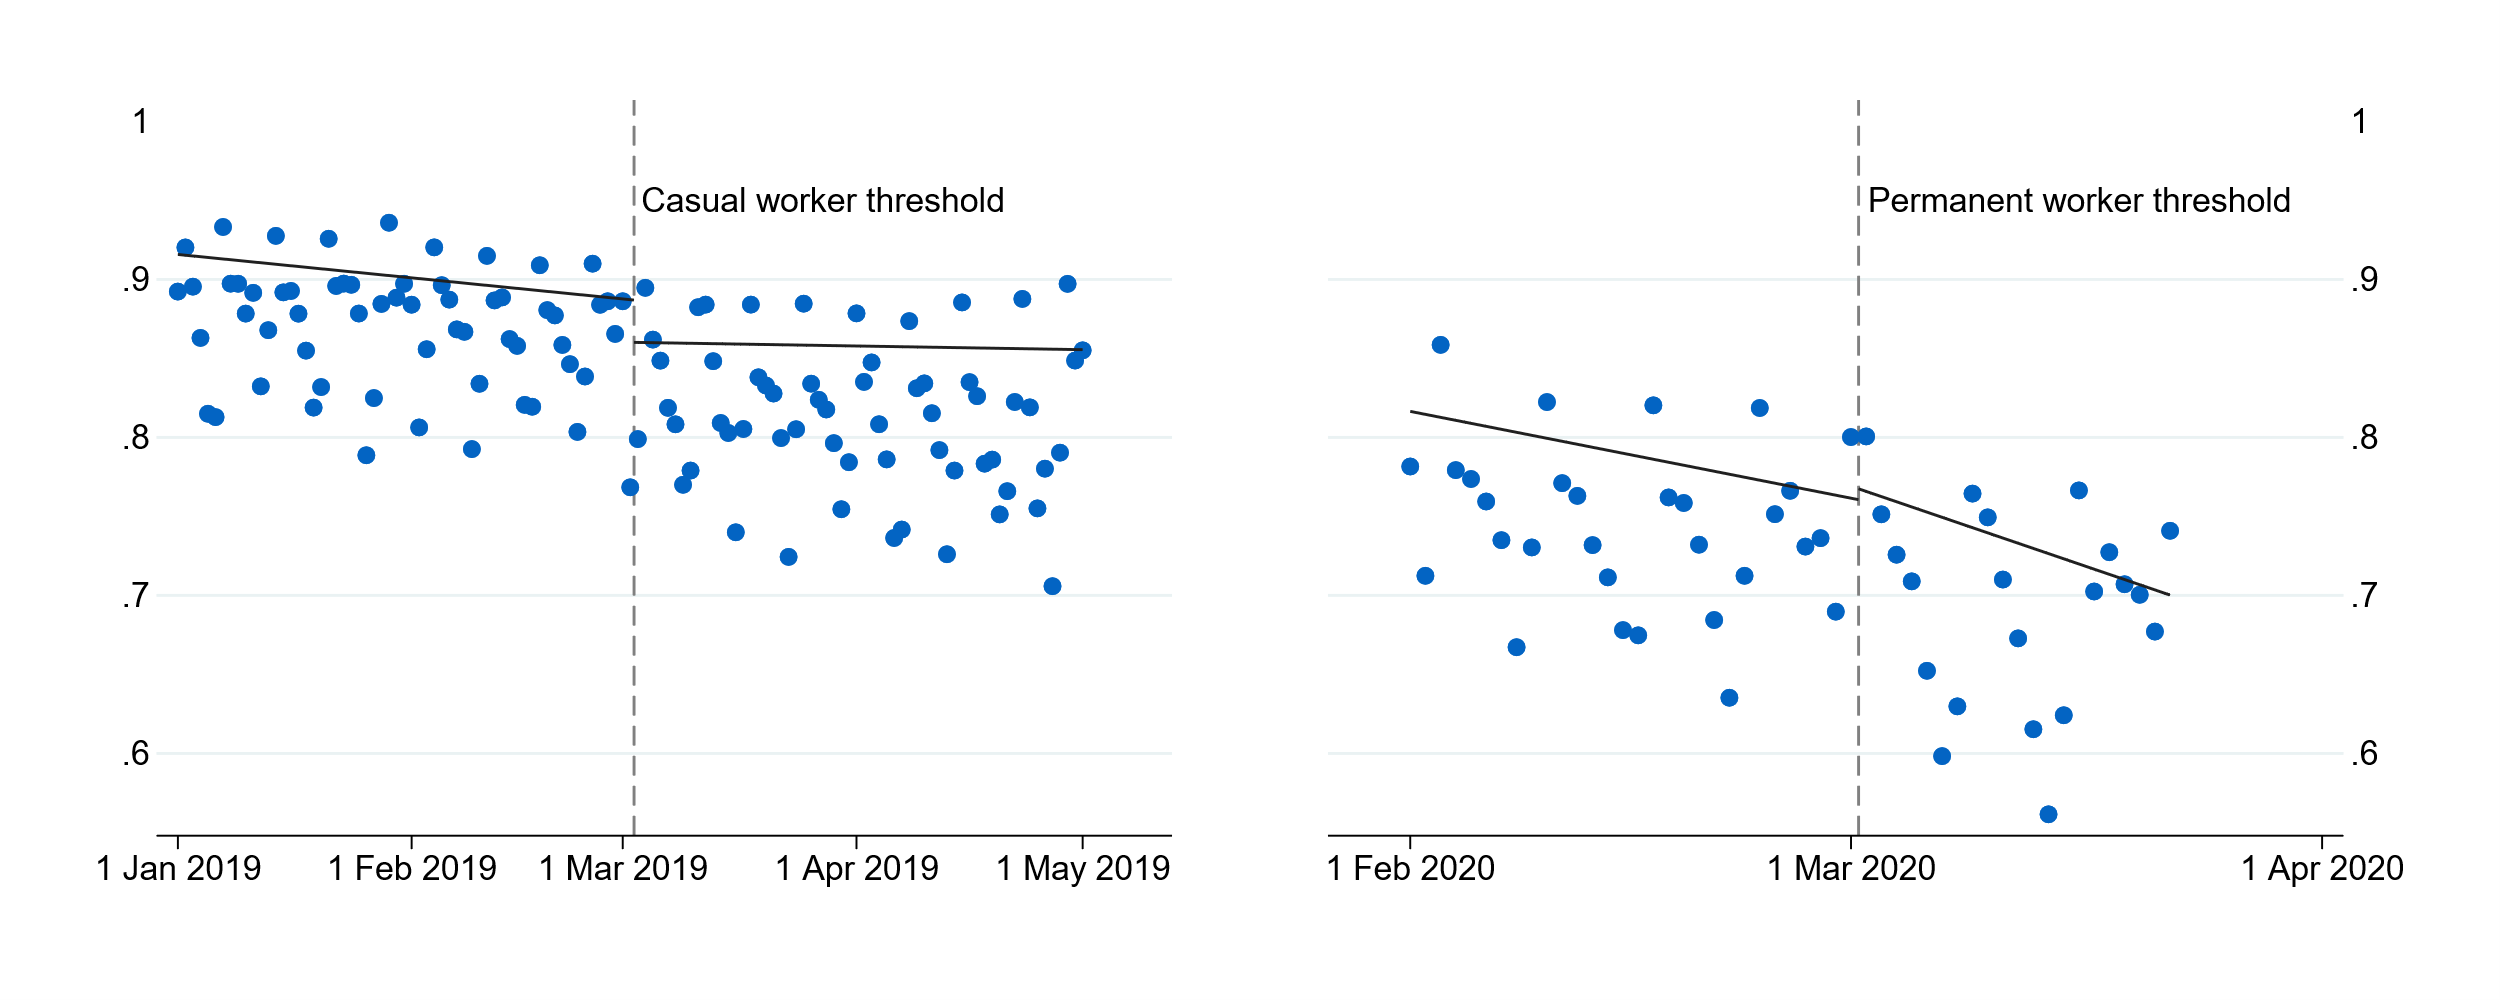 1
Casual worker threshold
.9
.8
.7
.6
1 Jan 2019
1 Feb 2019
1 Mar 2019
1 Apr 2019
1 May 2019
1
Permanent worker threshold
.9
.8
.7
.6
1 Feb 2020
1 Mar 2020
1 Apr 2020